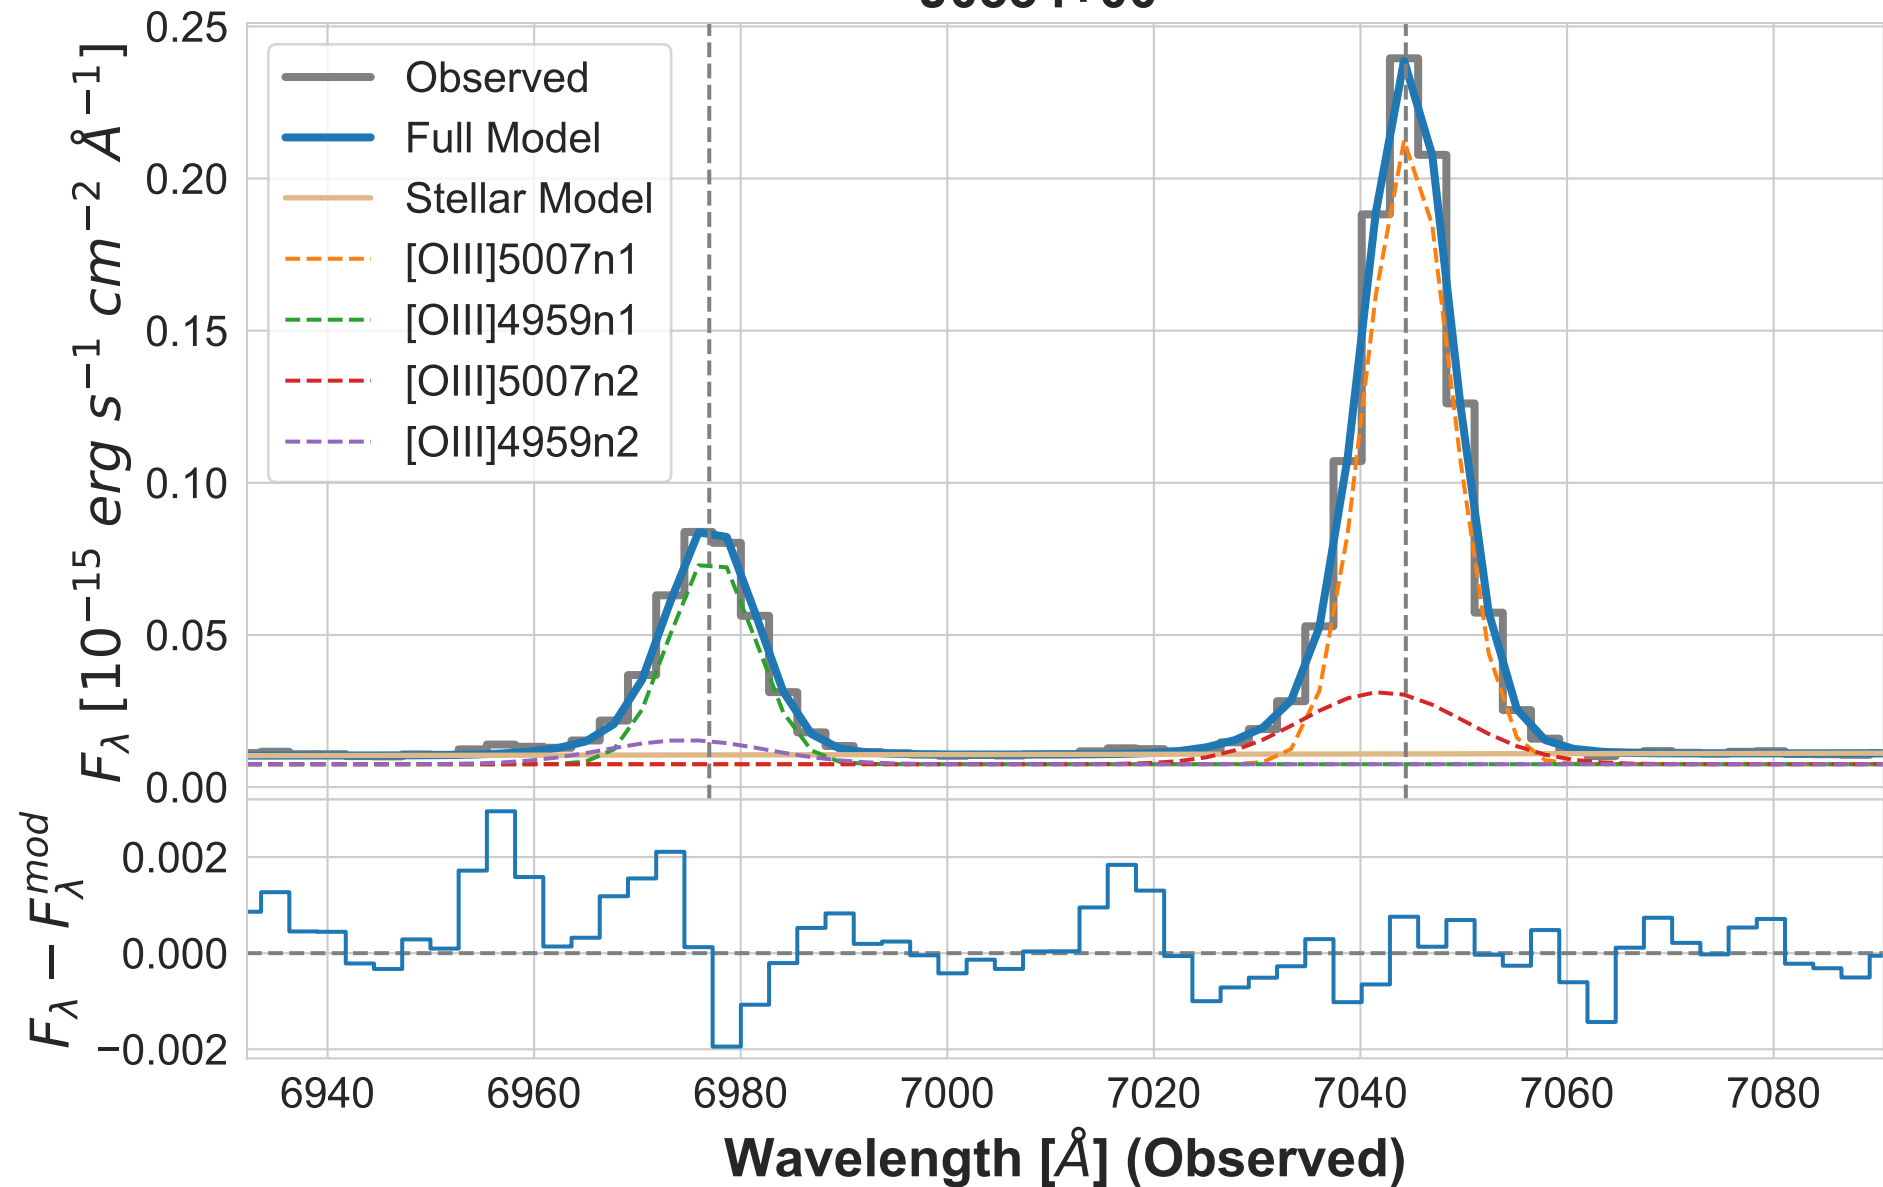 0.25
0.20
0.15
0.10
0.05
0.00
F_λ [10^−15 erg s^−1 cm^−2 Å^−1]
Observed
Full Model
Stellar Model
[OIII]5007n1
[OIII]4959n1
[OIII]5007n2
[OIII]4959n2
0.002
0.000
−0.002
F_λ − F_λ^mod
6940 6960 6980 7000 7020 7040 7060 7080
Wavelength [Å] (Observed)